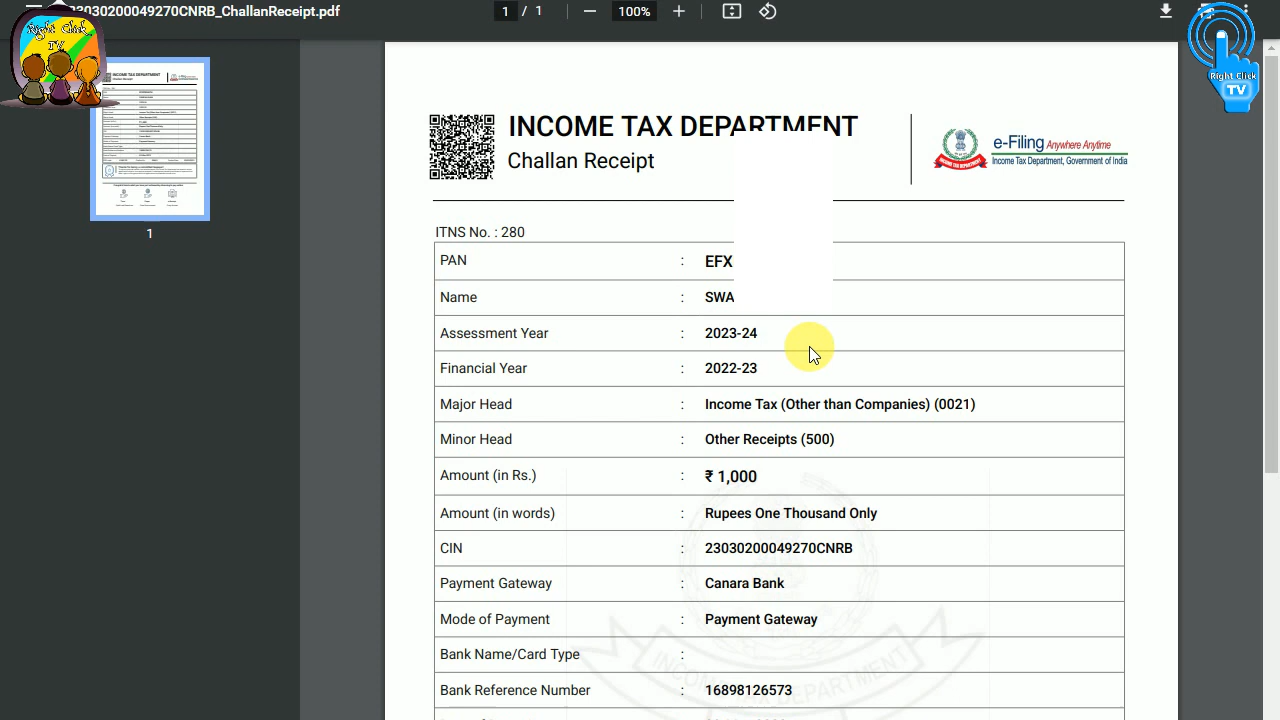 23030200049270CNRB_ChallanReceipt.pdf
1 / 1
100%
Right Click
TV
Right Click
TV
1
INCOME TAX DEPARTMENT
Challan Receipt
e-Filing Anywhere Anytime
Income Tax Department, Government of India
ITNS No. : 280
PAN : EFX
Name : SWA
Assessment Year : 2023-24
Financial Year : 2022-23
Major Head : Income Tax (Other than Companies) (0021)
Minor Head : Other Receipts (500)
Amount (in Rs.) : ₹ 1,000
Amount (in words) : Rupees One Thousand Only
CIN : 23030200049270CNRB
Payment Gateway : Canara Bank
Mode of Payment : Payment Gateway
Bank Name/Card Type :
Bank Reference Number : 16898126573
INCOME TAX DEPARTMENT